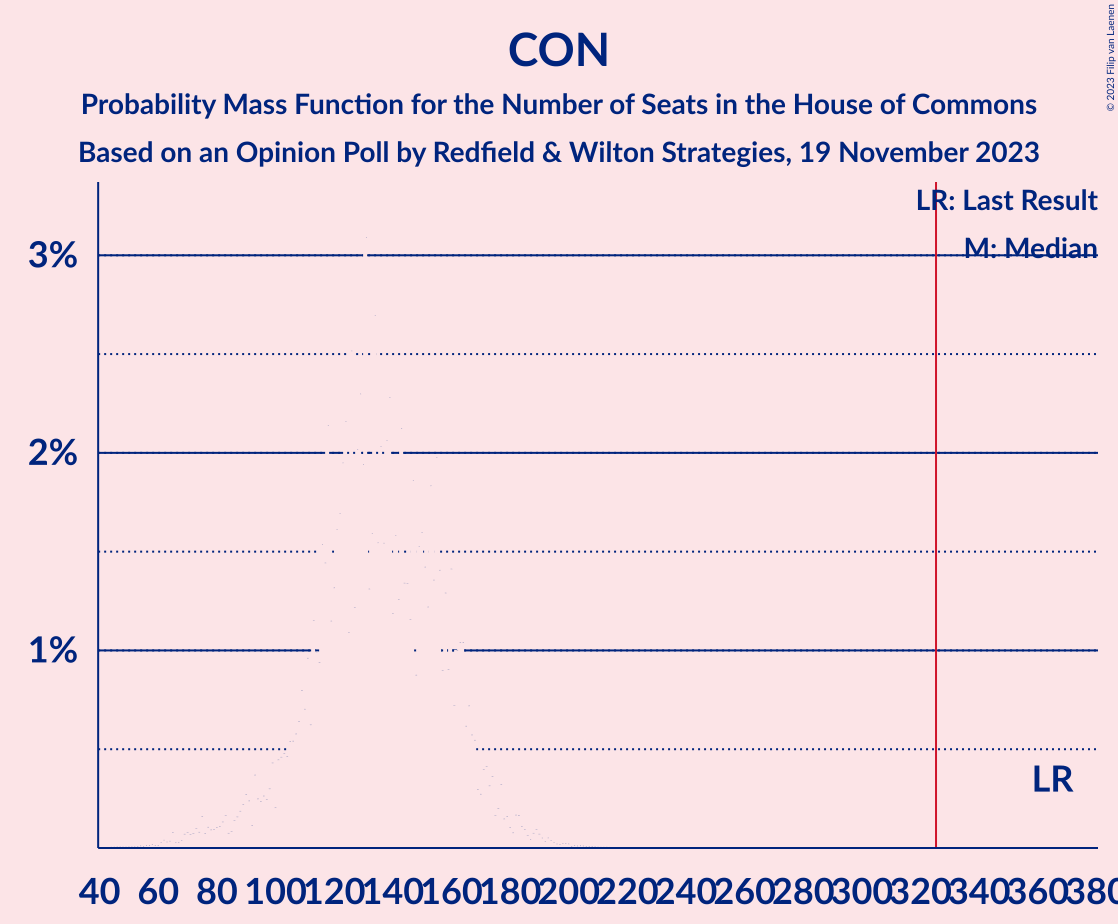 CON
Probability Mass Function for the Number of Seats in the House of Commons
Based on an Opinion Poll by Redfield & Wilton Strategies, 19 November 2023
© 2023 Filip van Laenen
LR: Last Result
M: Median
3%
2%
1%
LR
40 60 80 100 120 140 160 180 200 220 240 260 280 300 320 340 360 380